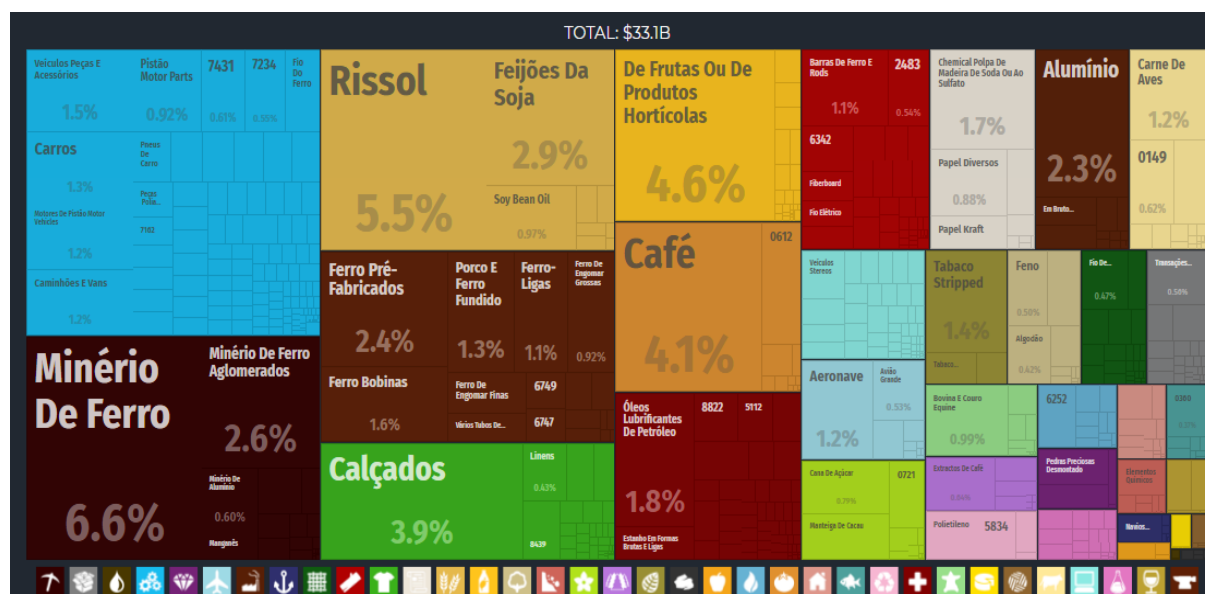 TOTAL: $33.1B
Veículos Peças E
Acessórios
1.5%
Pistão
Motor Parts
0.92%
7431
0.61%
7234
0.55%
Fio
Do
Ferro
Carros
1.3%
Pneus
De
Carro
Motores De Pistão Motor
Vehicles
1.2%
Peças
7182
Caminhões E Vans
1.2%
Minério
De Ferro
6.6%
Minério De Ferro
Aglomerados
2.6%
Minério De
Alumínio
0.60%
Manganês
Rissol
5.5%
Feijões Da
Soja
2.9%
Soy Bean Oil
0.97%
Ferro Pré-
Fabricados
2.4%
Porco E
Ferro
Fundido
1.3%
Ferro-
Ligas
1.1%
Ferro De
Engomar
Grossas
0.92%
Ferro Bobinas
1.6%
Ferro De
Engomar Finas
Vários Tubos De...
6749
6747
Calçados
3.9%
Linens
0.43%
8439
De Frutas Ou De
Produtos
Hortícolas
4.6%
Café
4.1%
0612
Óleos
Lubrificantes
De Petróleo
1.8%
8822
5112
Estanho Em Formas
Brutas E Ligas
Barras De Ferro E
Rods
1.1%
2483
0.54%
6342
Fiberboard
Fio Elétrico
Chemical Polpa De
Madeira De Soda Ou Ao
Sulfato
1.7%
Papel Diversos
0.88%
Papel Kraft
Alumínio
2.3%
Em Bruto...
Carne De
Aves
1.2%
0149
0.62%
Veículos
Stereos
Aeronave
1.2%
Avião
Grande
0.53%
Cana De Açúcar
0.79%
0721
Manteiga De Cacau
Tabaco
Stripped
1.4%
Tabaco...
Feno
0.50%
Algodão
0.42%
Fio De...
0.47%
Transações...
0.58%
Bovina E Couro
Equine
0.99%
Extractos De Café
Polietileno
5834
6252
Pedras Preciosas
Desmontado
Elementos
Químicos
0300
Navios...